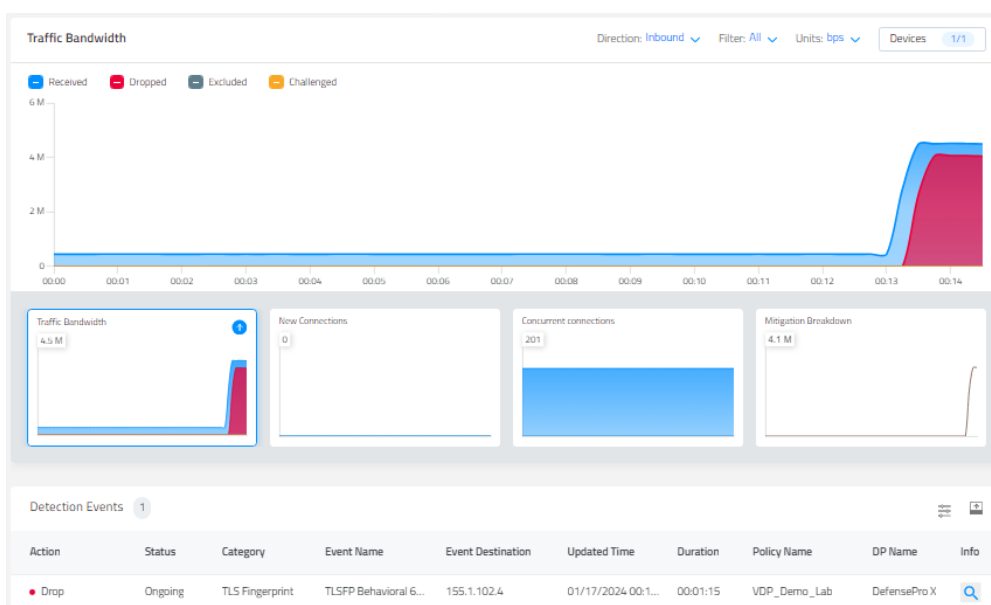 Traffic Bandwidth Direction: Inbound Filter: All Units: bps Devices 1/1
Received Dropped Excluded Challenged
6 M
4 M
2 M
0
00:00 00:01 00:02 00:03 00:04 00:05 00:06 00:07 00:08 00:09 00:10 00:11 00:12 00:13 00:14
Traffic Bandwidth New Connections Concurrent connections Mitigation Breakdown
4.5 M 0 201 4.1 M
Detection Events 1
Action Status Category Event Name Event Destination Updated Time Duration Policy Name DP Name Info
Drop Ongoing TLS Fingerprint TLSFP Behavioral 6... 155.1.102.4 01/17/2024 00:1... 00:01:15 VDP_Demo_Lab DefensePro X